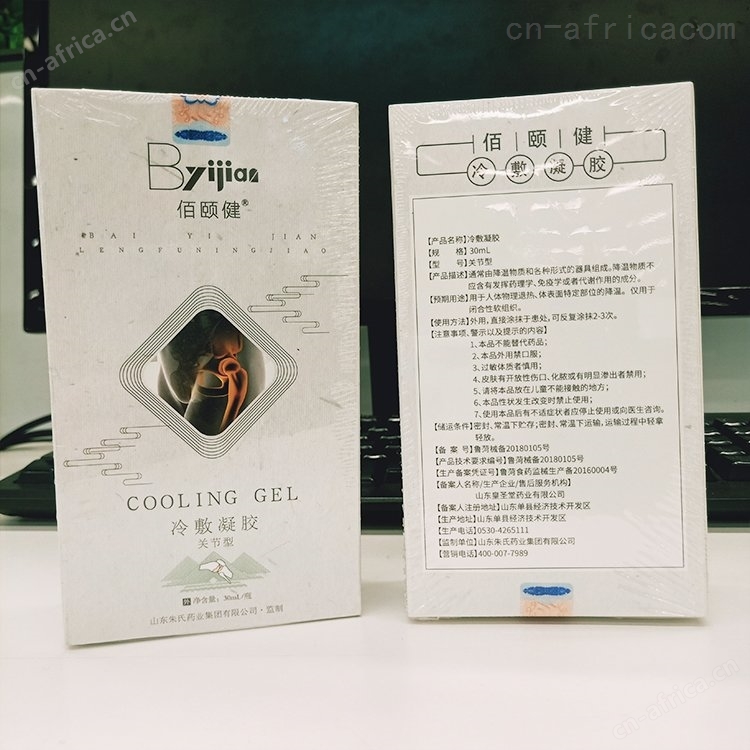 cn-africa.com
cn-africacom
Byijian
佰颐健®
BAI YI JIAN
LENGFUNINGJIAO
COOLING GEL
冷敷凝胶
关节型
外 净含量：30mL/瓶
山东朱氏药业集团有限公司·监制
佰颐健
冷敷凝胶
【产品名称】冷敷凝胶
【规 格】30mL
【型 号】关节型
【产品描述】通常由降温物质和各种形式的器具组成。降温物质不
应含有发挥药理学、免疫学或者代谢作用的成分。
【预期用途】用于人体物理退热、体表面特定部位的降温。仅用于
闭合性软组织。
【使用方法】外用，直接涂抹于患处，可反复涂抹2-3次。
【注意事项、警示以及提示的内容】
1、本品不能替代药品；
2、本品外用禁口服；
3、过敏体质者慎用；
4、皮肤有开放性伤口、化脓或有明显渗出者禁用；
5、请将本品放在儿童不能接触的地方；
6、本品性状发生改变时禁止使用；
7、使用本品后有不适症状者应停止使用或向医生咨询。
【储运条件】密封、常温下贮存；密封、常温下运输，运输过程中轻拿
轻放。
【备 案 号】鲁菏械备20180105号
【产品技术要求编号】鲁菏械备20180105号
【生产备案凭证号】鲁菏食药监械生产备20160004号
【备案人名称/生产企业/售后服务机构】
山东皇圣堂药业有限公司
【备案人注册地址】山东单县经济技术开发区
【生产地址】山东单县经济技术开发区
【生产电话】0530-4265111
【监制单位】山东朱氏药业集团有限公司
【营销电话】400-007-7989